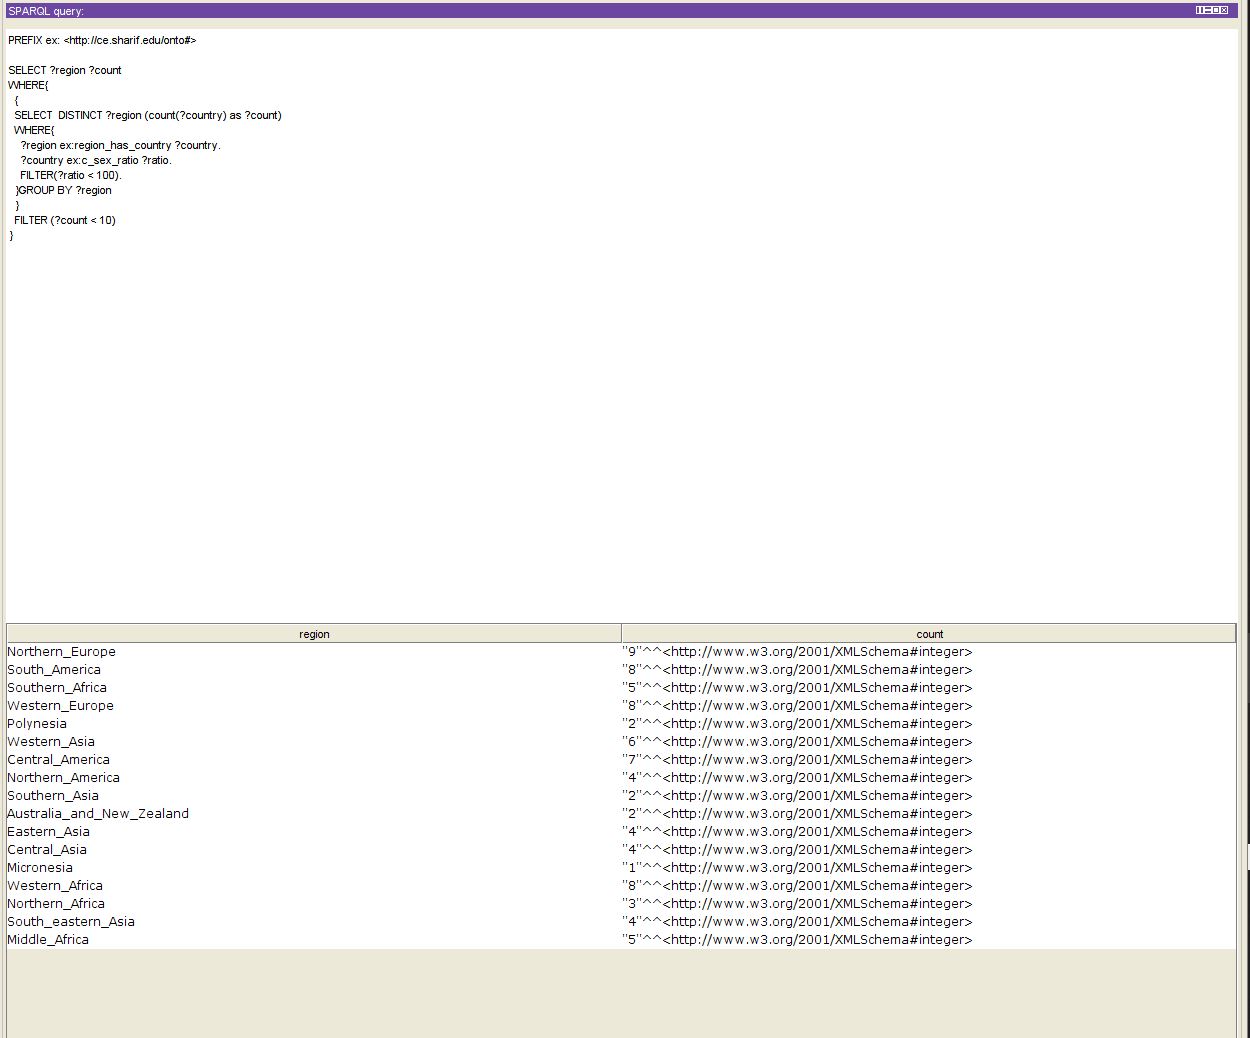 SPARQL query:
PREFIX ex: <http://ce.sharif.edu/onto#>
SELECT ?region ?count
WHERE{
{
SELECT  DISTINCT ?region (count(?country) as ?count)
WHERE{
?region ex:region_has_country ?country.
?country ex:c_sex_ratio ?ratio.
FILTER(?ratio < 100).
}GROUP BY ?region
}
FILTER (?count < 10)
}
region count
Northern_Europe "9"^^<http://www.w3.org/2001/XMLSchema#integer>
South_America "8"^^<http://www.w3.org/2001/XMLSchema#integer>
Southern_Africa "5"^^<http://www.w3.org/2001/XMLSchema#integer>
Western_Europe "8"^^<http://www.w3.org/2001/XMLSchema#integer>
Polynesia "2"^^<http://www.w3.org/2001/XMLSchema#integer>
Western_Asia "6"^^<http://www.w3.org/2001/XMLSchema#integer>
Central_America "7"^^<http://www.w3.org/2001/XMLSchema#integer>
Northern_America "4"^^<http://www.w3.org/2001/XMLSchema#integer>
Southern_Asia "2"^^<http://www.w3.org/2001/XMLSchema#integer>
Australia_and_New_Zealand "2"^^<http://www.w3.org/2001/XMLSchema#integer>
Eastern_Asia "4"^^<http://www.w3.org/2001/XMLSchema#integer>
Central_Asia "4"^^<http://www.w3.org/2001/XMLSchema#integer>
Micronesia "1"^^<http://www.w3.org/2001/XMLSchema#integer>
Western_Africa "8"^^<http://www.w3.org/2001/XMLSchema#integer>
Northern_Africa "3"^^<http://www.w3.org/2001/XMLSchema#integer>
South_eastern_Asia "4"^^<http://www.w3.org/2001/XMLSchema#integer>
Middle_Africa "5"^^<http://www.w3.org/2001/XMLSchema#integer>